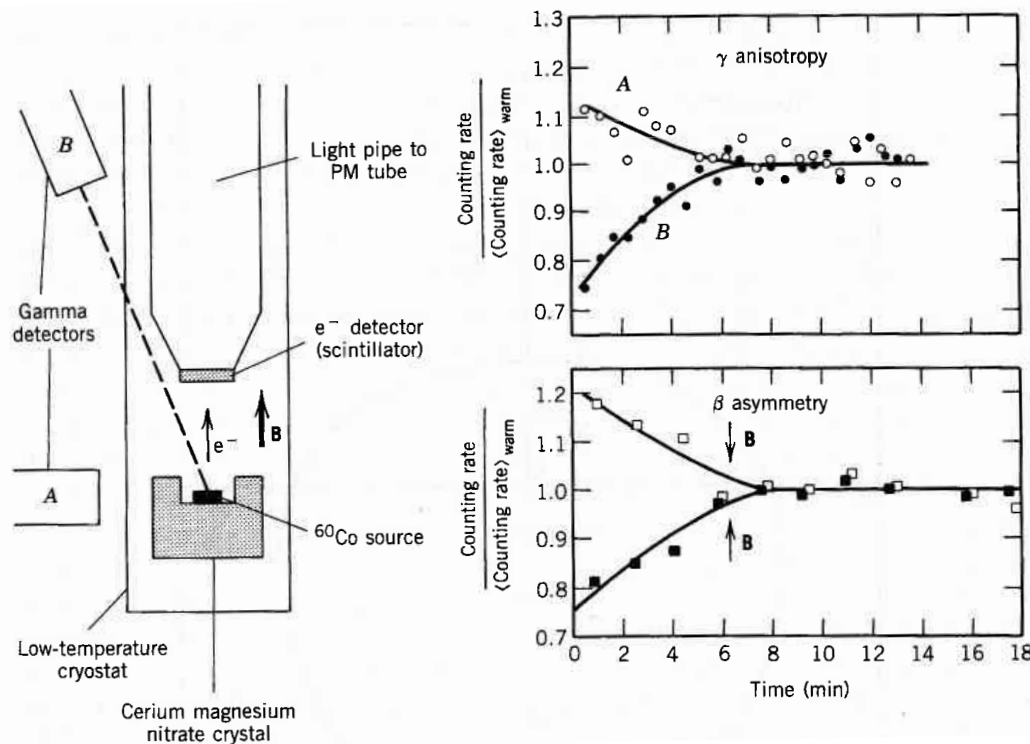 B
Light pipe to
PM tube
Gamma
detectors
e⁻ detector
(scintillator)
e⁻
B
A
⁶⁰Co source
Low-temperature
cryostat
Cerium magnesium
nitrate crystal
Counting rate
⟨Counting rate⟩ warm
1.3
1.2
1.1
1.0
0.9
0.8
0.7
γ anisotropy
A
B
Counting rate
⟨Counting rate⟩ warm
1.2
1.1
1.0
0.9
0.8
0.7
β asymmetry
B
B
0 2 4 6 8 10 12 14 16 18
Time (min)